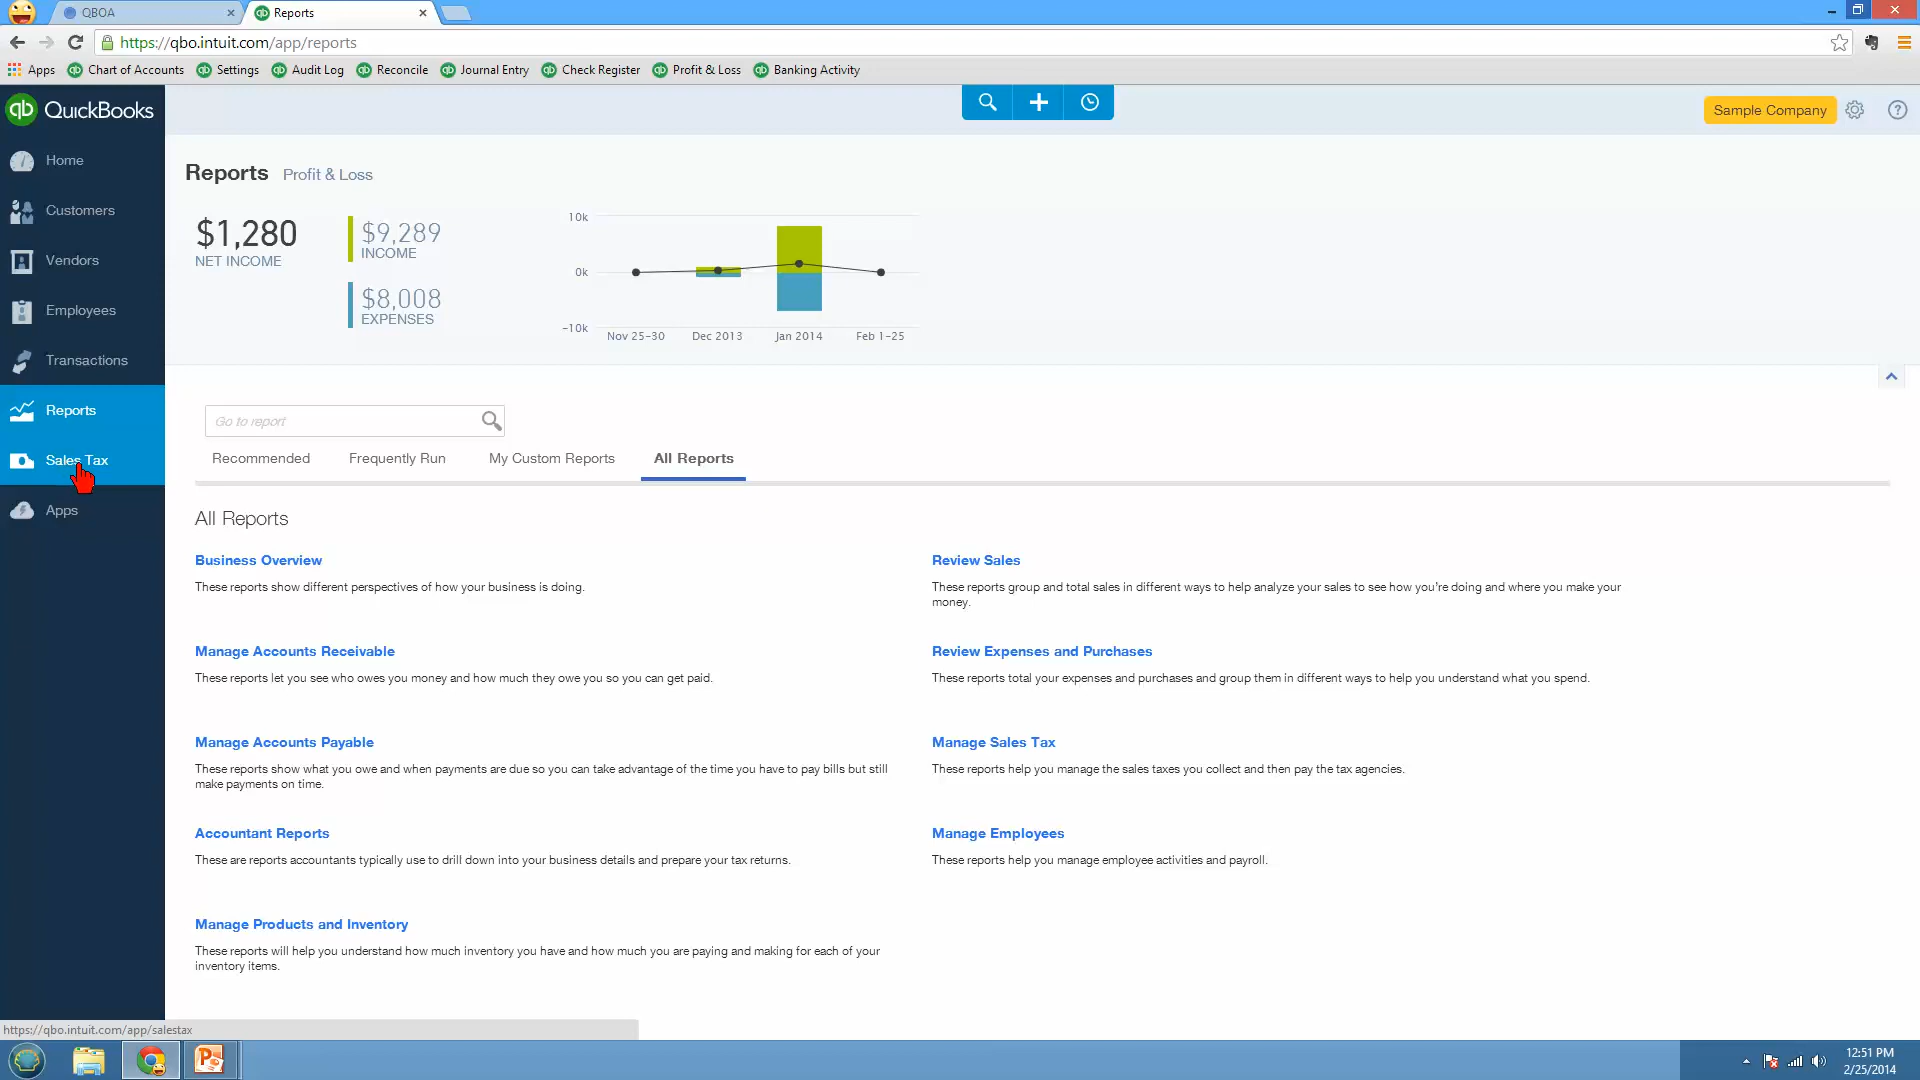 QBOA
Reports
https://qbo.intuit.com/app/reports
Apps Chart of Accounts Settings Audit Log Reconcile Journal Entry Check Register Profit & Loss Banking Activity
qb QuickBooks
Sample Company
Home
Customers
Vendors
Employees
Transactions
Reports
Sales Tax
Apps
Reports Profit & Loss
$1,280
NET INCOME
$9,289
INCOME
$8,008
EXPENSES
10k
0k
-10k
Nov 25-30 Dec 2013 Jan 2014 Feb 1-25
Go to report
Recommended Frequently Run My Custom Reports All Reports
All Reports
Business Overview
These reports show different perspectives of how your business is doing.
Manage Accounts Receivable
These reports let you see who owes you money and how much they owe you so you can get paid.
Manage Accounts Payable
These reports show what you owe and when payments are due so you can take advantage of the time you have to pay bills but still
make payments on time.
Accountant Reports
These are reports accountants typically use to drill down into your business details and prepare your tax returns.
Manage Products and Inventory
These reports will help you understand how much inventory you have and how much you are paying and making for each of your
inventory items.
Review Sales
These reports group and total sales in different ways to help analyze your sales to see how you're doing and where you make your
money.
Review Expenses and Purchases
These reports total your expenses and purchases and group them in different ways to help you understand what you spend.
Manage Sales Tax
These reports help you manage the sales taxes you collect and then pay the tax agencies.
Manage Employees
These reports help you manage employee activities and payroll.
https://qbo.intuit.com/app/salestax
12:51 PM
2/25/2014